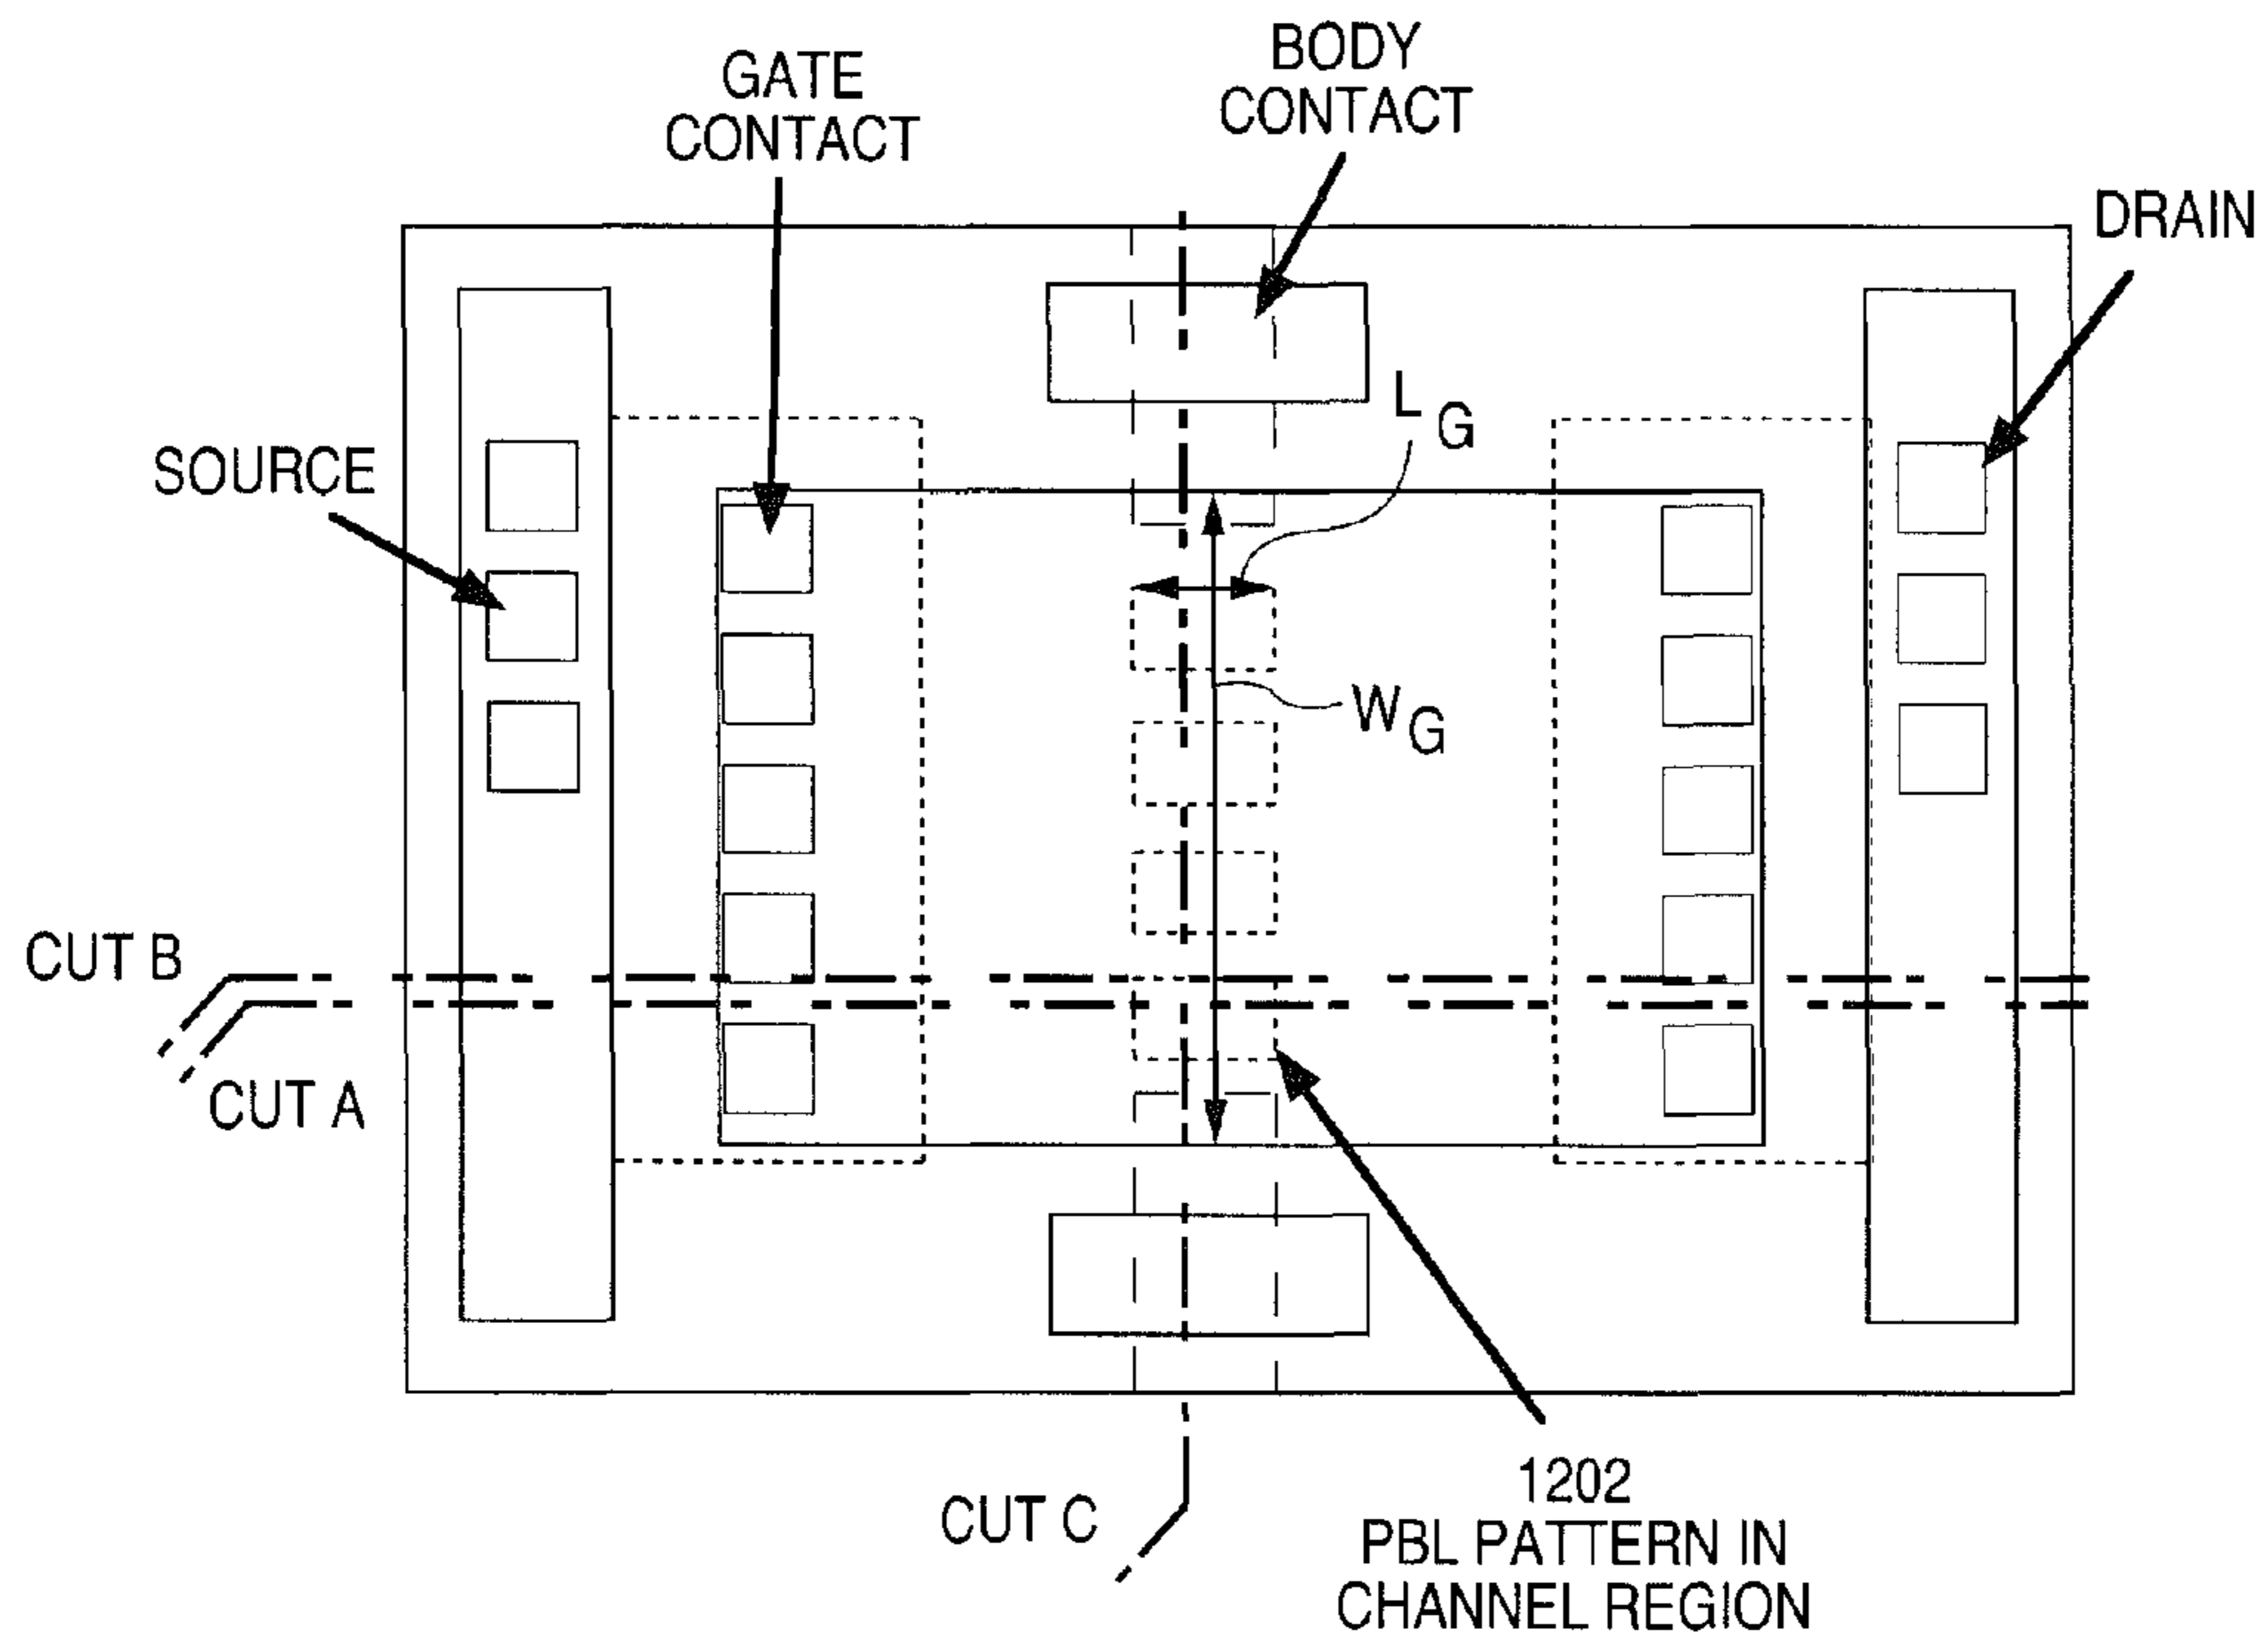 BODY
CONTACT
GATE
CONTACT
DRAIN
L G
SOURCE
W G
CUT B
CUT A
CUT C
1202
PBL PATTERN IN
CHANNEL REGION